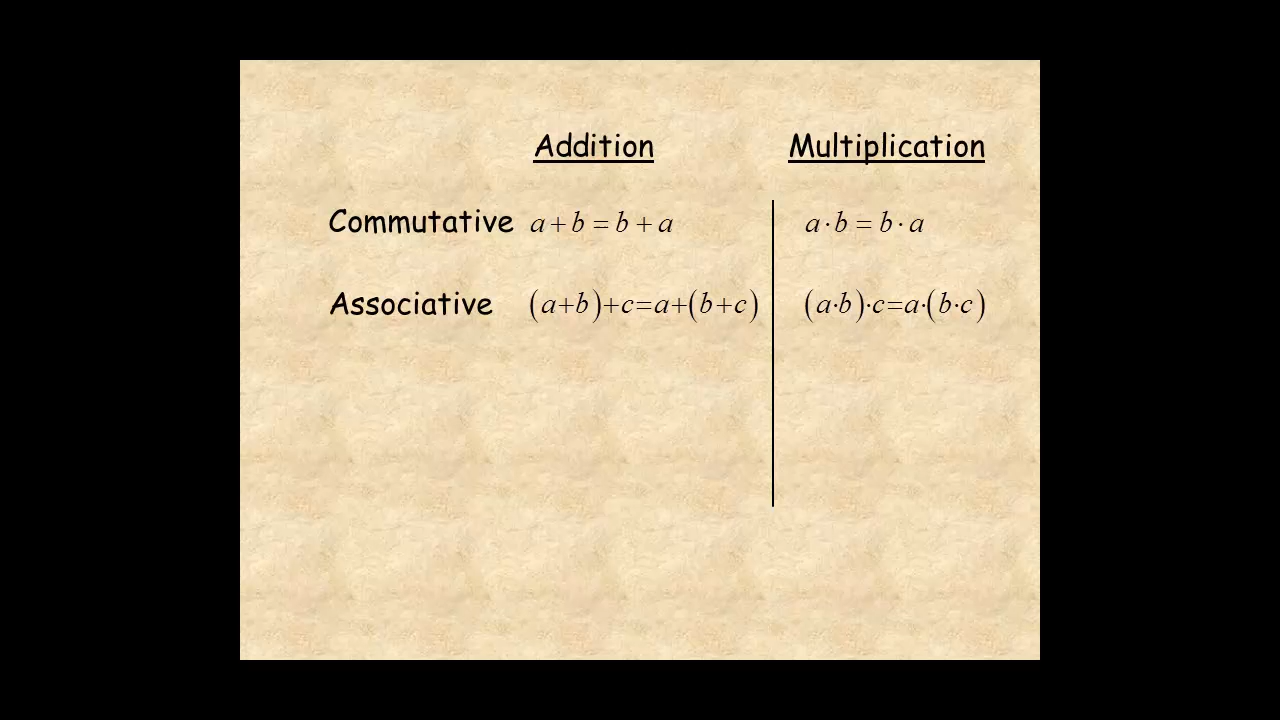 Addition Multiplication
Commutative a + b = b + a a · b = b · a
Associative (a+b)+c=a+(b+c) (a·b)·c=a·(b·c)